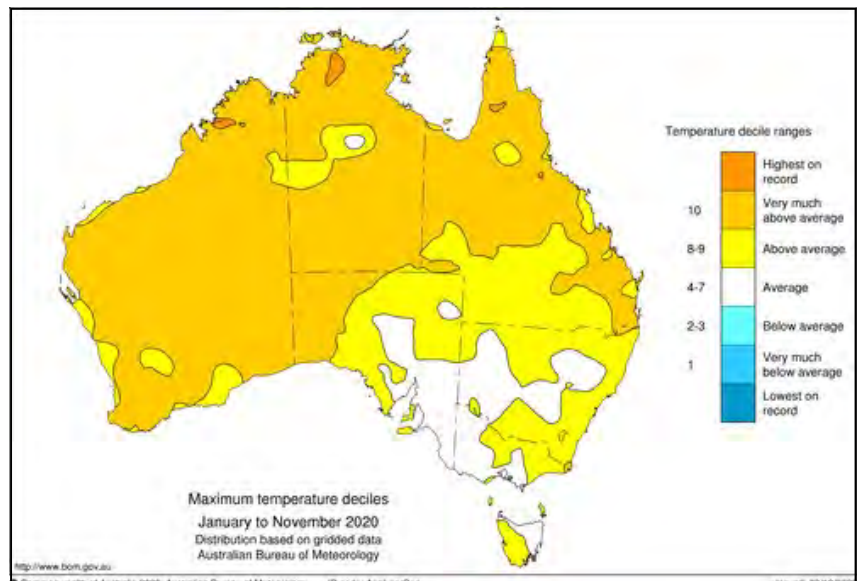 Temperature decile ranges
Highest on
record
10
Very much
above average
8-9
Above average
4-7
Average
2-3
Below average
1
Very much
below average
Lowest on
record
Maximum temperature deciles
January to November 2020
Distribution based on gridded data
Australian Bureau of Meteorology
http://www.bom.gov.au